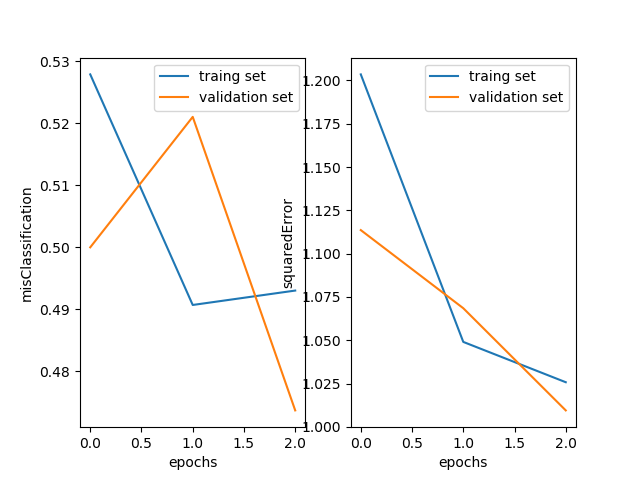 traing set
validation set
misClassification
0.53
0.52
0.51
0.50
0.49
0.48
0.0 0.5 1.0 1.5 2.0
epochs
traing set
validation set
squaredError
1.200
1.175
1.150
1.125
1.100
1.075
1.050
1.025
1.000
0.0 0.5 1.0 1.5 2.0
epochs